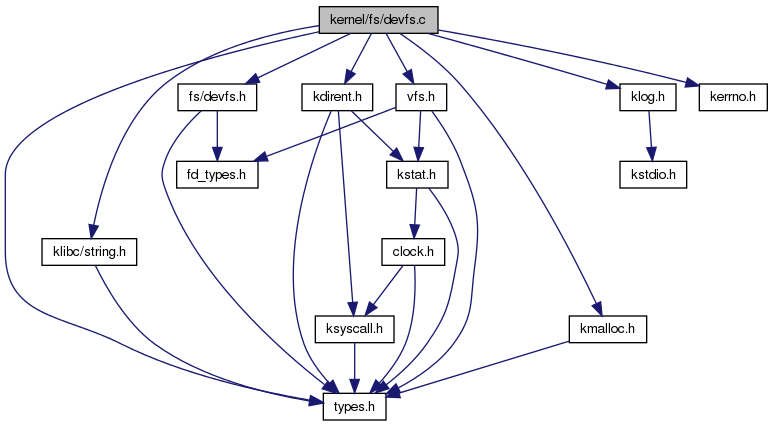 kernel/fs/devfs.c
fs/devfs.h
kdirent.h
vfs.h
klog.h
kerrno.h
fd_types.h
kstat.h
kstdio.h
klibc/string.h
clock.h
ksyscall.h
kmalloc.h
types.h